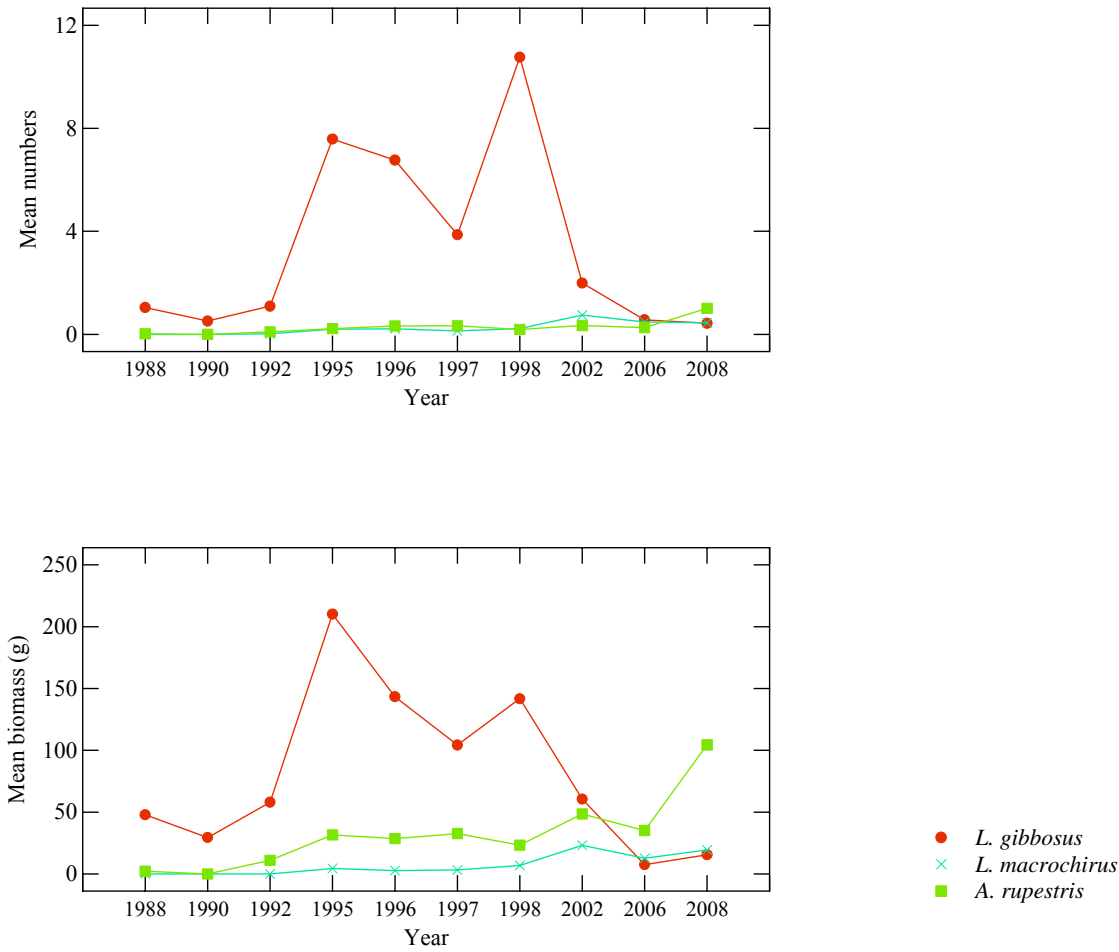 12
8
4
0
Mean numbers
1988 1990 1992 1995 1996 1997 1998 2002 2006 2008
Year
250
200
150
100
50
0
Mean biomass (g)
1988 1990 1992 1995 1996 1997 1998 2002 2006 2008
Year
L. gibbosus
L. macrochirus
A. rupestris